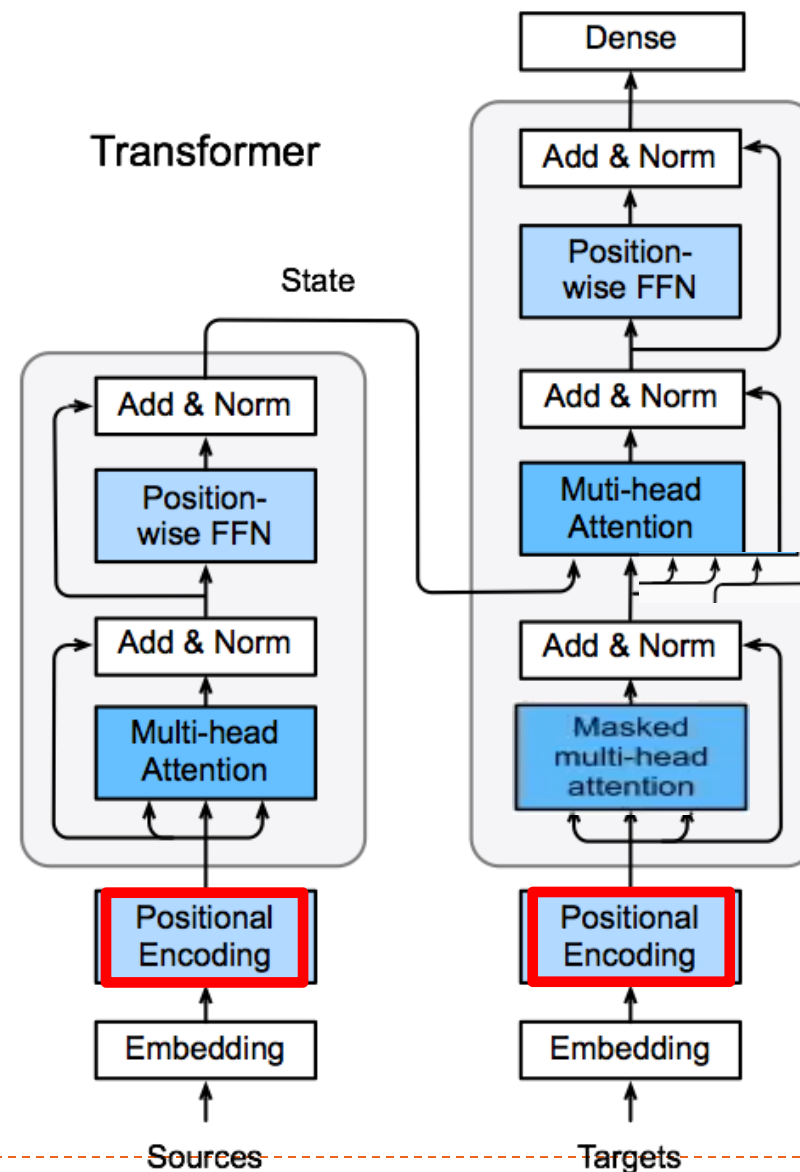 Transformer
State
Add & Norm
Position-
wise FFN
Add & Norm
Multi-head
Attention
Positional
Encoding
Embedding
Sources
Dense
Add & Norm
Position-
wise FFN
Add & Norm
Muti-head
Attention
Add & Norm
Masked
multi-head
attention
Positional
Encoding
Embedding
Targets